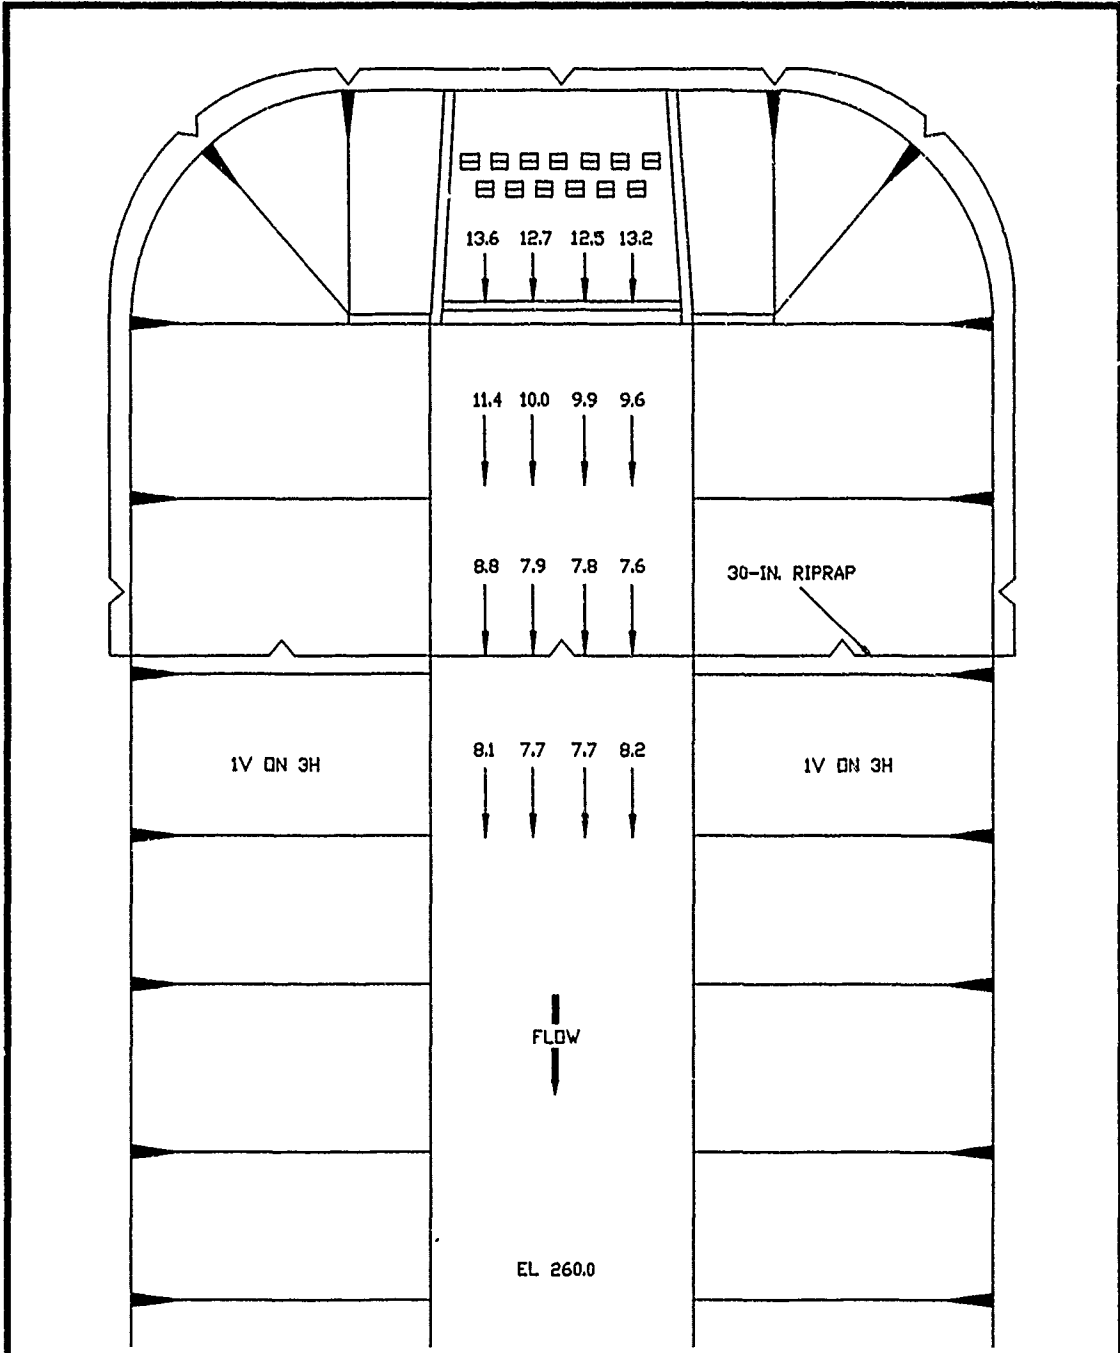 13.6 12.7 12.5 13.2
11.4 10.0 9.9 9.6
8.8 7.9 7.8 7.6
30-IN. RIPRAP
8.1 7.7 7.7 8.2
1V ON 3H 1V ON 3H
FLOW
EL 260.0